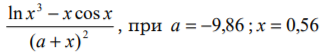 ln x³ − x cos x
(a + x)²
, при a = −9,86 ; x = 0,56